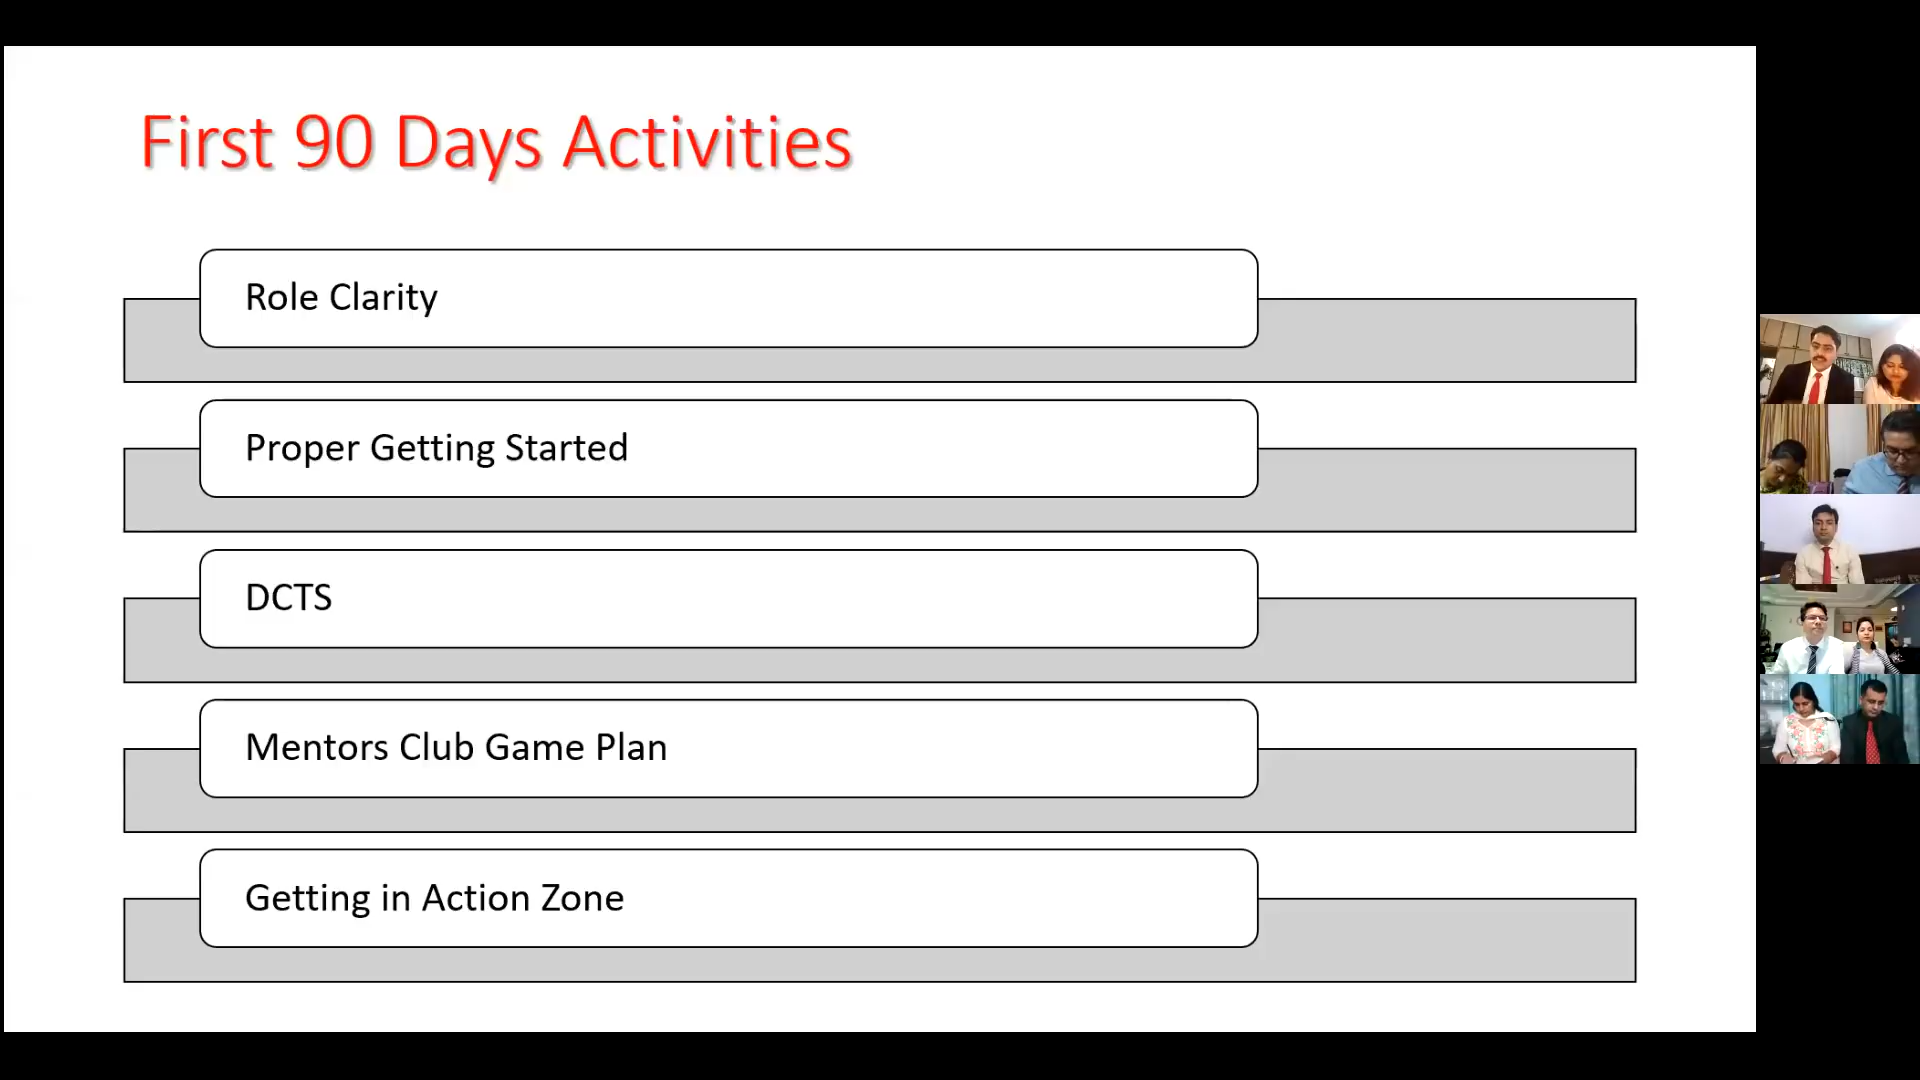 First 90 Days Activities
Role Clarity
Proper Getting Started
DCTS
Mentors Club Game Plan
Getting in Action Zone